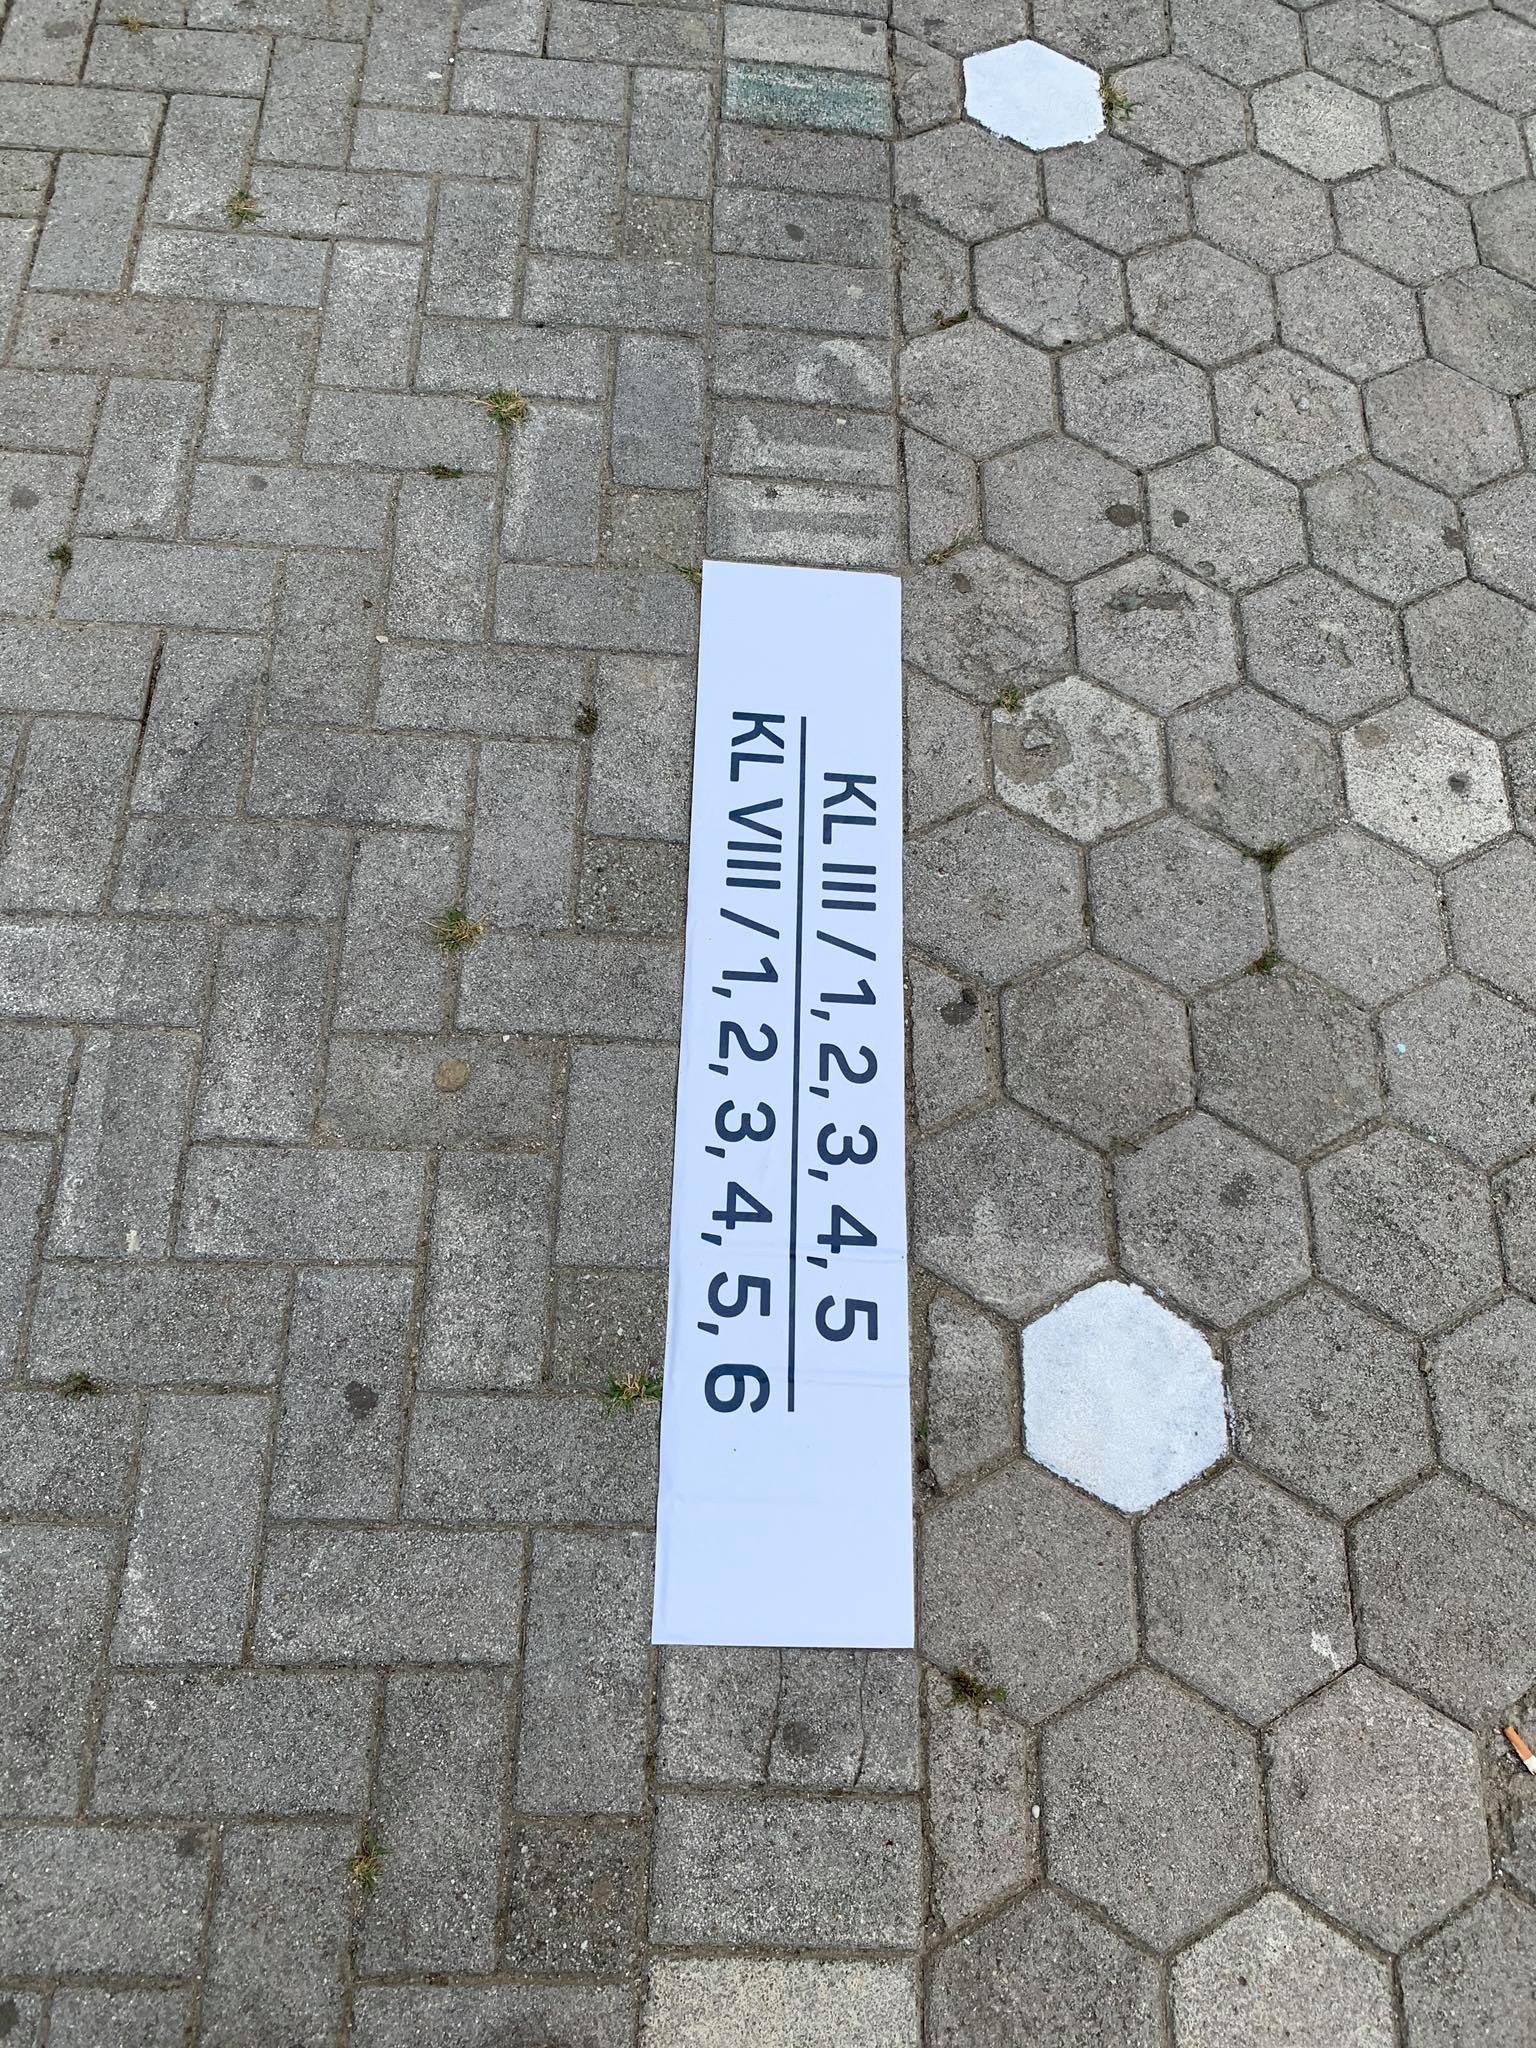 KL III / 1, 2, 3, 4, 5
KL VIII / 1, 2, 3, 4, 5, 6